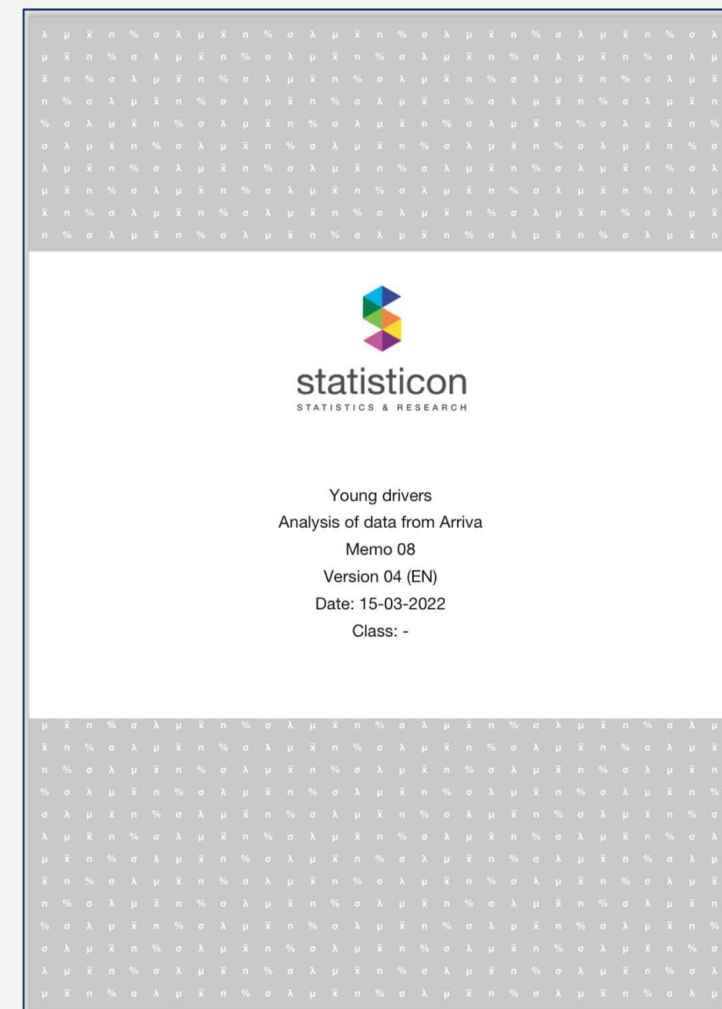 λ μ x̄ n % σ λ μ x̄ n % σ λ μ x̄ n % σ λ μ x̄ n % σ λ μ x̄ n % σ λ
μ x̄ n % σ λ μ x̄ n % σ λ μ x̄ n % σ λ μ x̄ n % σ λ μ x̄ n % σ λ μ
x̄ n % σ λ μ x̄ n % σ λ μ x̄ n % σ λ μ x̄ n % σ λ μ x̄ n % σ λ μ x̄
n % σ λ μ x̄ n % σ λ μ x̄ n % σ λ μ x̄ n % σ λ μ x̄ n % σ λ μ x̄ n
% σ λ μ x̄ n % σ λ μ x̄ n % σ λ μ x̄ n % σ λ μ x̄ n % σ λ μ x̄ n %
σ λ μ x̄ n % σ λ μ x̄ n % σ λ μ x̄ n % σ λ μ x̄ n % σ λ μ x̄ n % σ
λ μ x̄ n % σ λ μ x̄ n % σ λ μ x̄ n % σ λ μ x̄ n % σ λ μ x̄ n % σ λ
μ x̄ n % σ λ μ x̄ n % σ λ μ x̄ n % σ λ μ x̄ n % σ λ μ x̄ n % σ λ μ
x̄ n % σ λ μ x̄ n % σ λ μ x̄ n % σ λ μ x̄ n % σ λ μ x̄ n % σ λ μ x̄
n % σ λ μ x̄ n % σ λ μ x̄ n % σ λ μ x̄ n % σ λ μ x̄ n % σ λ μ x̄ n
statisticon
STATISTICS & RESEARCH
Young drivers
Analysis of data from Arriva
Memo 08
Version 04 (EN)
Date: 15-03-2022
Class: -
μ x̄ n % σ λ μ x̄ n % σ λ μ x̄ n % σ λ μ x̄ n % σ λ μ x̄ n % σ λ μ
x̄ n % σ λ μ x̄ n % σ λ μ x̄ n % σ λ μ x̄ n % σ λ μ x̄ n % σ λ μ x̄
n % σ λ μ x̄ n % σ λ μ x̄ n % σ λ μ x̄ n % σ λ μ x̄ n % σ λ μ x̄ n
% σ λ μ x̄ n % σ λ μ x̄ n % σ λ μ x̄ n % σ λ μ x̄ n % σ λ μ x̄ n %
σ λ μ x̄ n % σ λ μ x̄ n % σ λ μ x̄ n % σ λ μ x̄ n % σ λ μ x̄ n % σ
λ μ x̄ n % σ λ μ x̄ n % σ λ μ x̄ n % σ λ μ x̄ n % σ λ μ x̄ n % σ λ
μ x̄ n % σ λ μ x̄ n % σ λ μ x̄ n % σ λ μ x̄ n % σ λ μ x̄ n % σ λ μ
x̄ n % σ λ μ x̄ n % σ λ μ x̄ n % σ λ μ x̄ n % σ λ μ x̄ n % σ λ μ x̄
n % σ λ μ x̄ n % σ λ μ x̄ n % σ λ μ x̄ n % σ λ μ x̄ n % σ λ μ x̄ n
% σ λ μ x̄ n % σ λ μ x̄ n % σ λ μ x̄ n % σ λ μ x̄ n % σ λ μ x̄ n %
σ λ μ x̄ n % σ λ μ x̄ n % σ λ μ x̄ n % σ λ μ x̄ n % σ λ μ x̄ n % σ
λ μ x̄ n % σ λ μ x̄ n % σ λ μ x̄ n % σ λ μ x̄ n % σ λ μ x̄ n % σ λ
μ x̄ n % σ λ μ x̄ n % σ λ μ x̄ n % σ λ μ x̄ n % σ λ μ x̄ n % σ λ μ